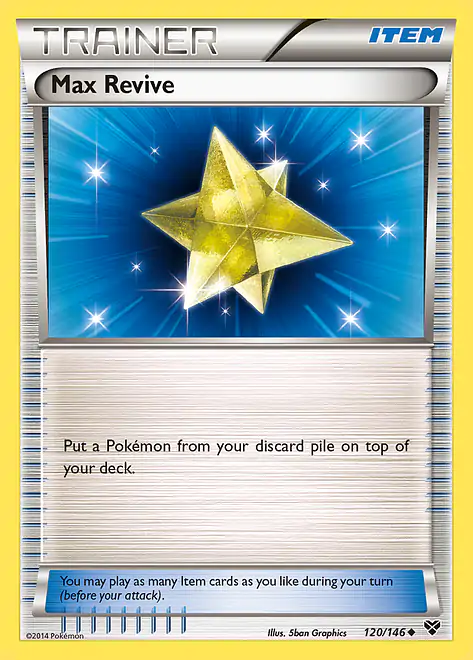 TRAINER
ITEM
Max Revive
Put a Pokémon from your discard pile on top of
your deck.
You may play as many Item cards as you like during your turn
(before your attack).
©2014 Pokémon
Illus. 5ban Graphics
120/146